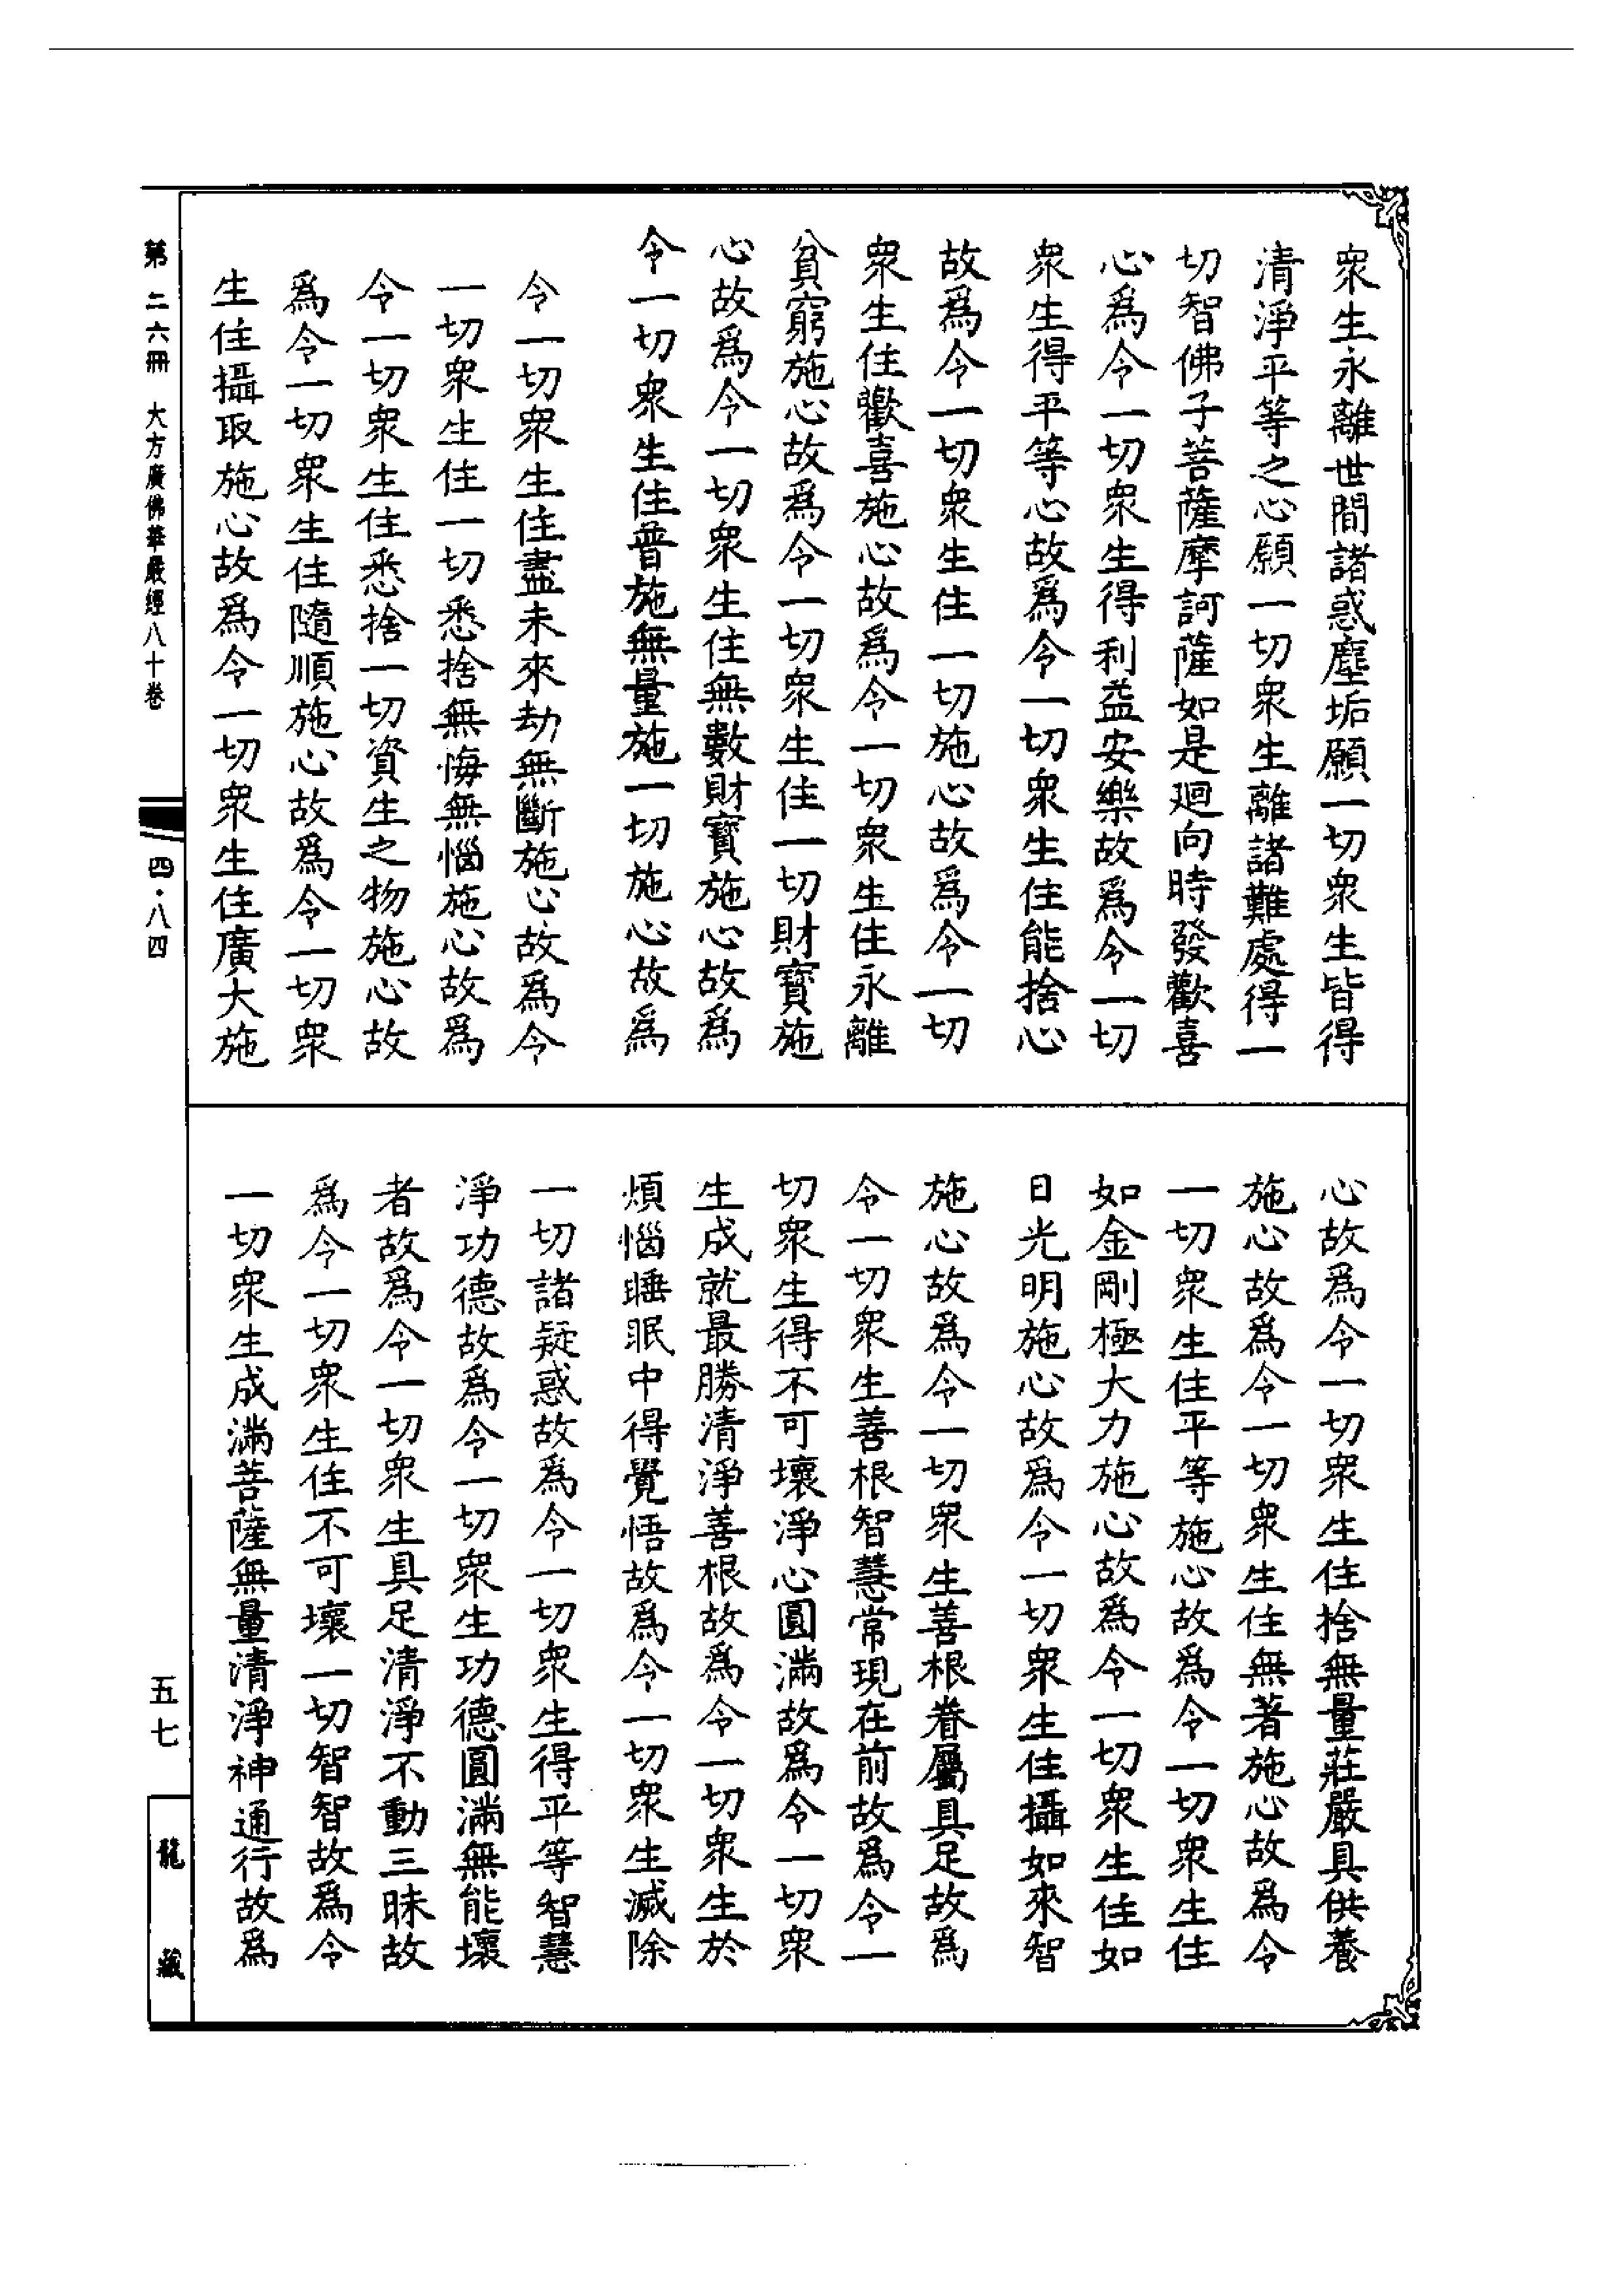 衆生永離世間諸惑塵垢願一切衆生皆得
清淨平等之心願一切衆生離諸難處得一
切智佛子菩薩摩訶薩如是迴向時發歡喜
心為令一切衆生得利益安樂故爲令一切
衆生得平等心故爲令一切衆生住能捨心
故爲令一切衆生住一切施心故爲令一切
衆生住歡喜施心故爲令一切衆生住永離
貧窮施心故爲令一切衆生住一切財寶施
心故爲令一切衆生住無數財寶施心故爲
令一切衆生住普施無量施一切施心故爲
令一切衆生住盡未來劫無斷施心故為令
一切衆生住一切悉捨無悔無惱施心故爲
令一切衆生住悉捨一切資生之物施心故
爲令一切衆生住隨順施心故爲令一切衆
生住攝取施心故爲令一切衆生住廣大施
心故爲令一切衆生住捨無量莊嚴具供養
施心故爲令一切衆生住無著施心故爲令
一切衆生住平等施心故爲令一切衆生住
如金剛極大力施心故爲令一切衆生住如
日光明施心故爲令一切衆生住攝如來智
施心故爲令一切衆生善根眷屬具足故爲
令一切衆生善根智慧常現在前故爲令一
切衆生得不可壞淨心圓滿故爲令一切衆
生成就最勝清淨善根故爲令一切衆生於
煩惱睡眠中得覺悟故爲令一切衆生滅除
一切諸疑惑故爲令一切衆生得平等智慧
淨功德故爲令一切衆生功德圓滿無能壞
者故爲令一切衆生具足清淨不動三昧故
爲令一切衆生住不可壞一切智智故爲令
一切衆生成滿菩薩無量清淨神通行故爲
第二六冊 大方廣佛華嚴經八十卷
四·八四
五七
龍藏